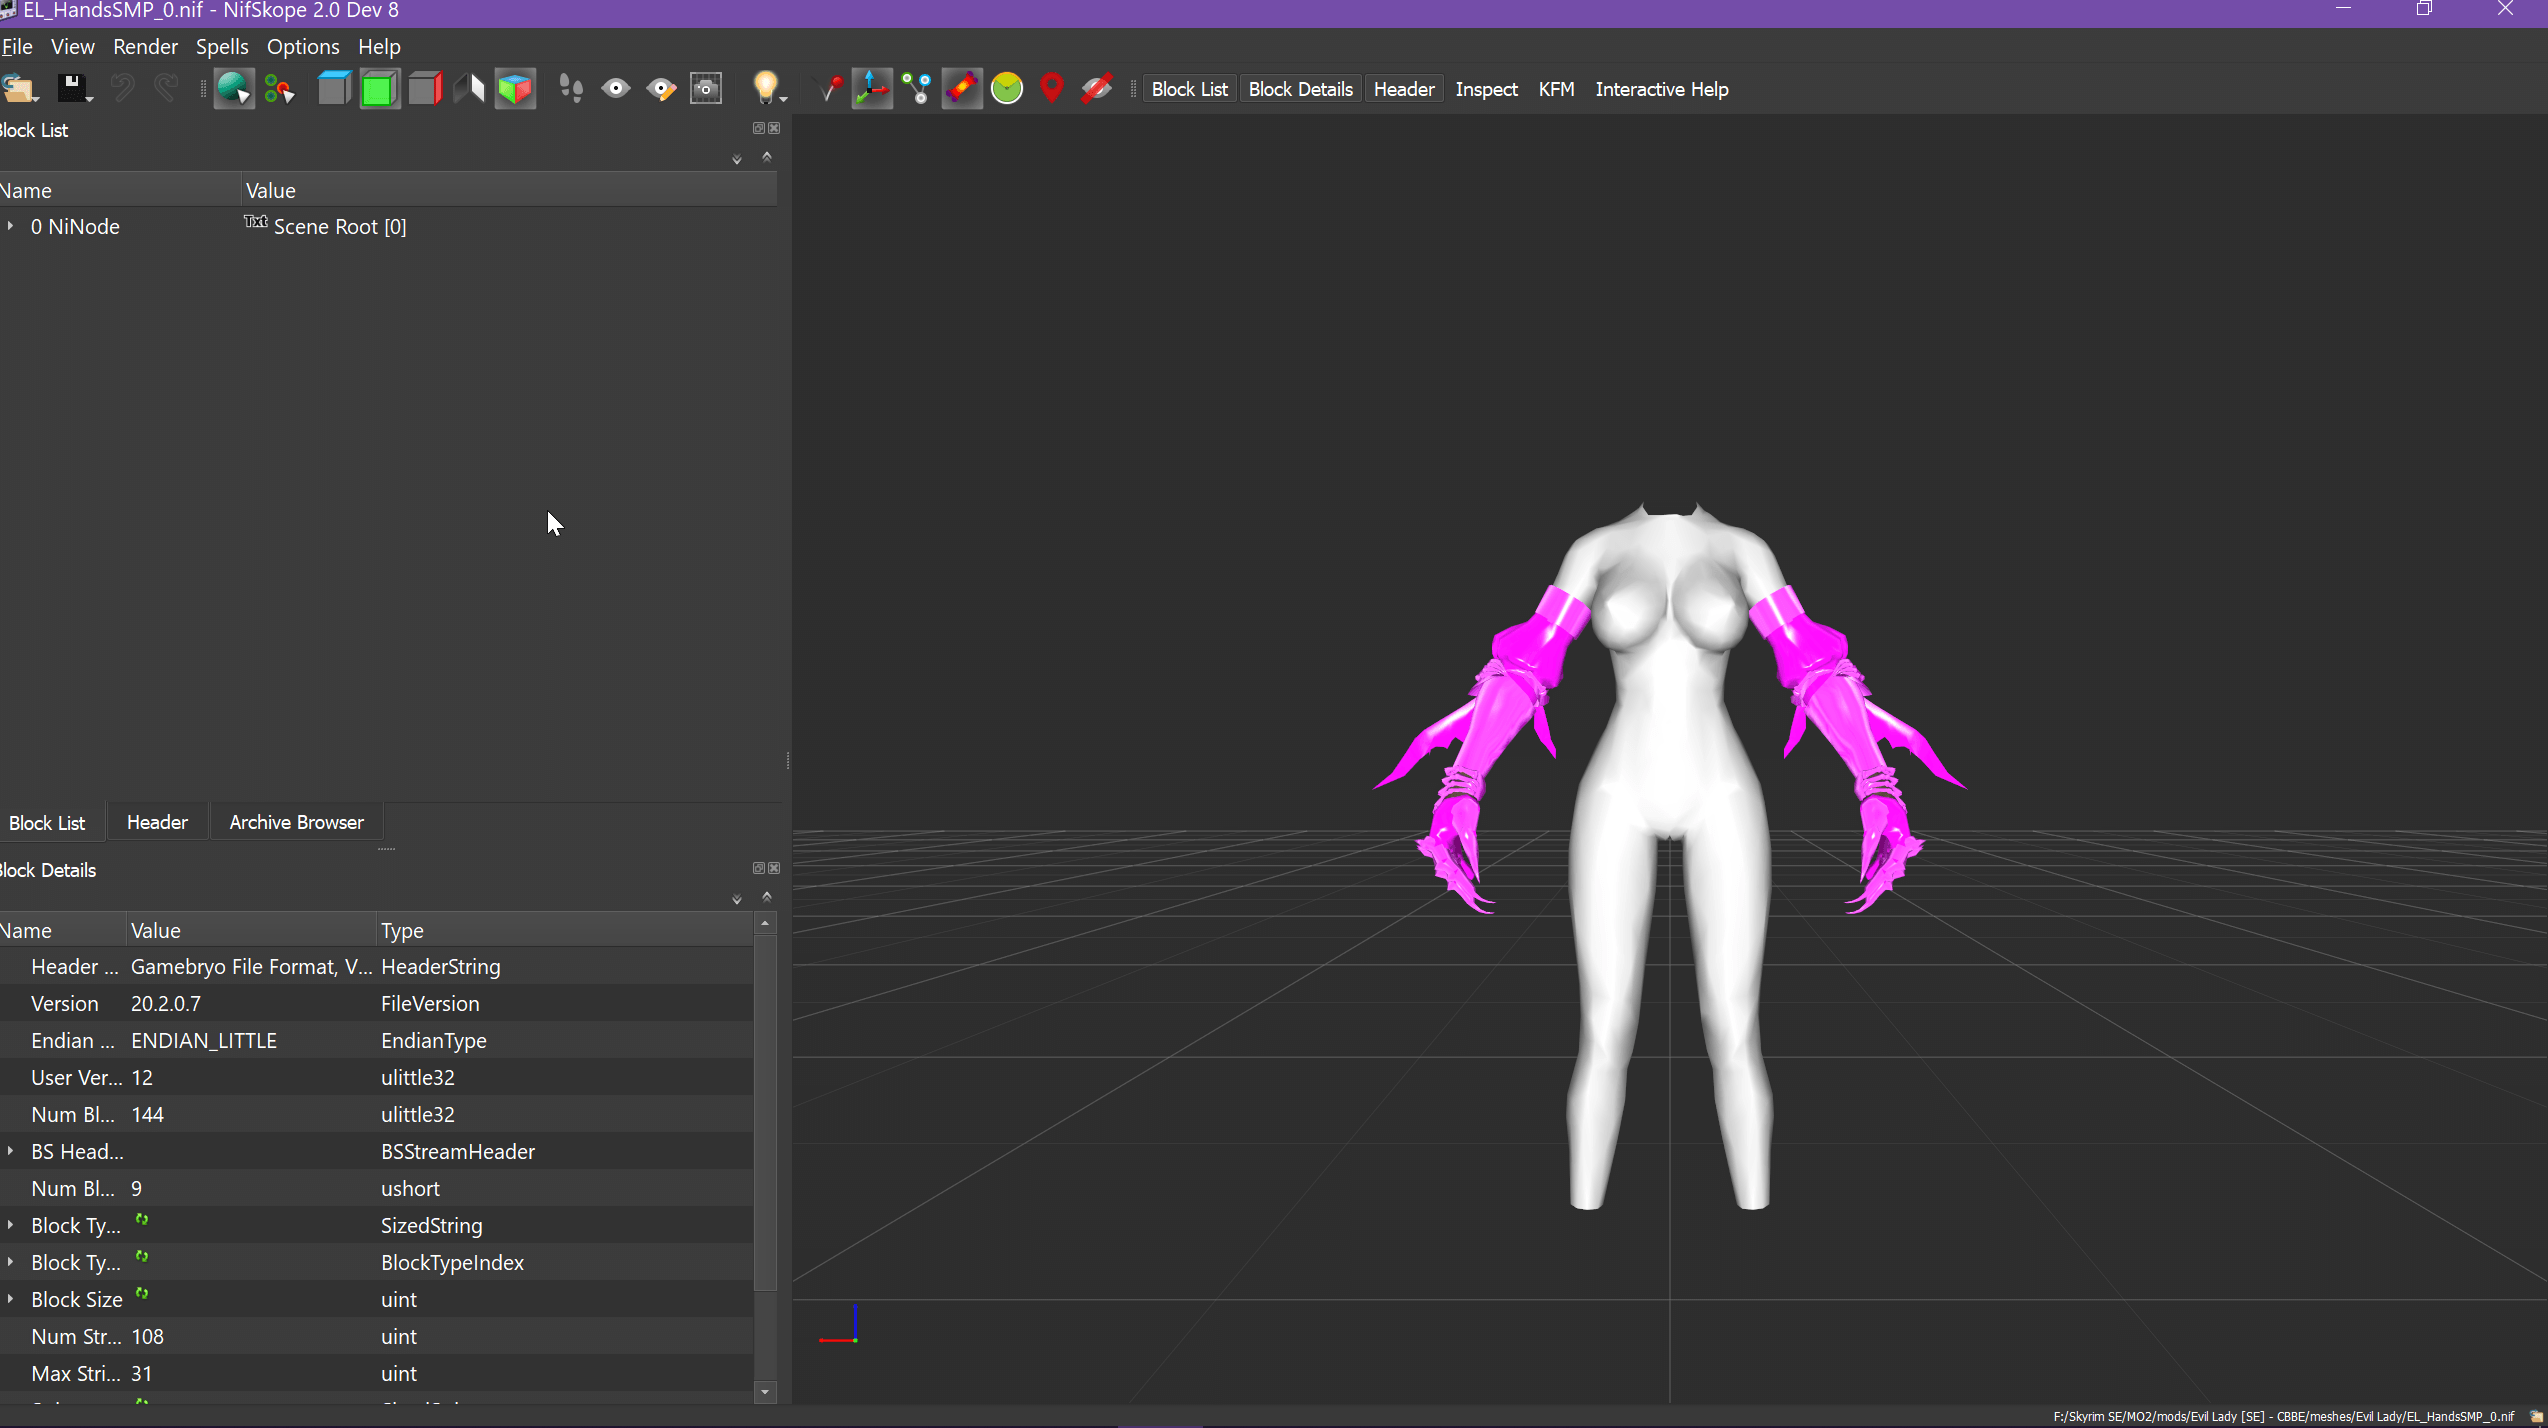 EL_HandsSMP_0.nif - NifSkope 2.0 Dev 8
File View Render Spells Options Help
Block List Block Details Header Inspect KFM Interactive Help
Block List
Name Value
0 NiNode Txt Scene Root [0]
Block List Header Archive Browser
Block Details
Name Value Type
Header ... Gamebryo File Format, V... HeaderString
Version 20.2.0.7 FileVersion
Endian ... ENDIAN_LITTLE EndianType
User Ver... 12 ulittle32
Num Bl... 144 ulittle32
BS Head... BSStreamHeader
Num Bl... 9 ushort
Block Ty... SizedString
Block Ty... BlockTypeIndex
Block Size uint
Num Str... 108 uint
Max Stri... 31 uint
F:/Skyrim SE/MO2/mods/Evil Lady [SE] - CBBE/meshes/Evil Lady/EL_HandsSMP_0.nif